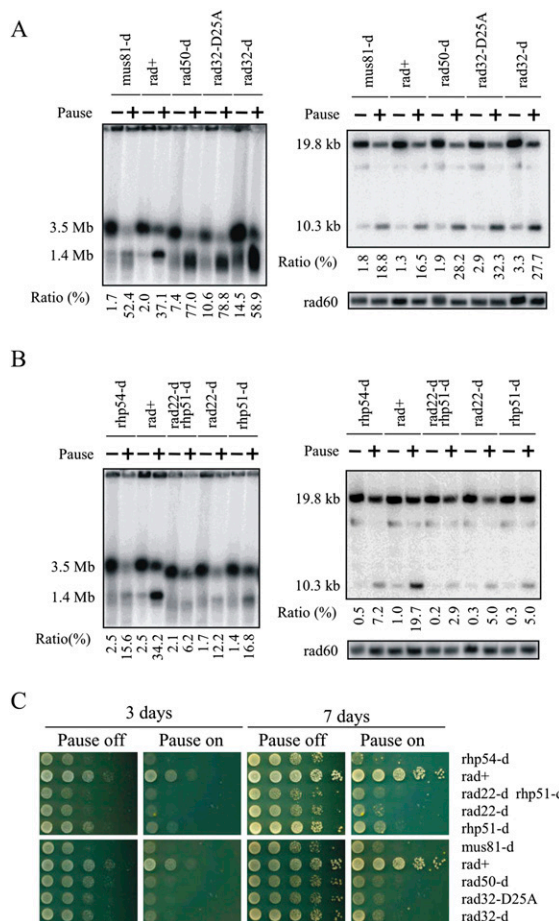 A
mus81-d rad+ rad50-d rad32-D25A rad32-d
Pause − + − + − + − + − +
3.5 Mb
1.4 Mb
Ratio (%) 1.7 52.4 2.0 37.1 7.4 77.0 10.6 78.8 14.5 58.9
mus81-d rad+ rad50-d rad32-D25A rad32-d
Pause − + − + − + − + − +
19.8 kb
10.3 kb
Ratio (%) 1.8 18.8 1.3 16.5 1.9 28.2 2.9 32.3 3.3 27.7
rad60
B
rhp54-d rad+ rad22-d rhp51-d rad22-d rhp51-d
Pause − + − + − + − + − +
3.5 Mb
1.4 Mb
Ratio(%) 2.5 15.6 2.5 34.2 2.1 6.2 1.7 12.2 1.4 16.8
rhp54-d rad+ rad22-d rhp51-d rad22-d rhp51-d
Pause − + − + − + − + − +
19.8 kb
10.3 kb
Ratio (%) 0.5 7.2 1.0 19.7 0.2 2.9 0.3 5.0 0.3 5.0
rad60
C
3 days 7 days
Pause off Pause on Pause off Pause on
rhp54-d
rad+
rad22-d rhp51-d
rad22-d
rhp51-d
mus81-d
rad+
rad50-d
rad32-D25A
rad32-d